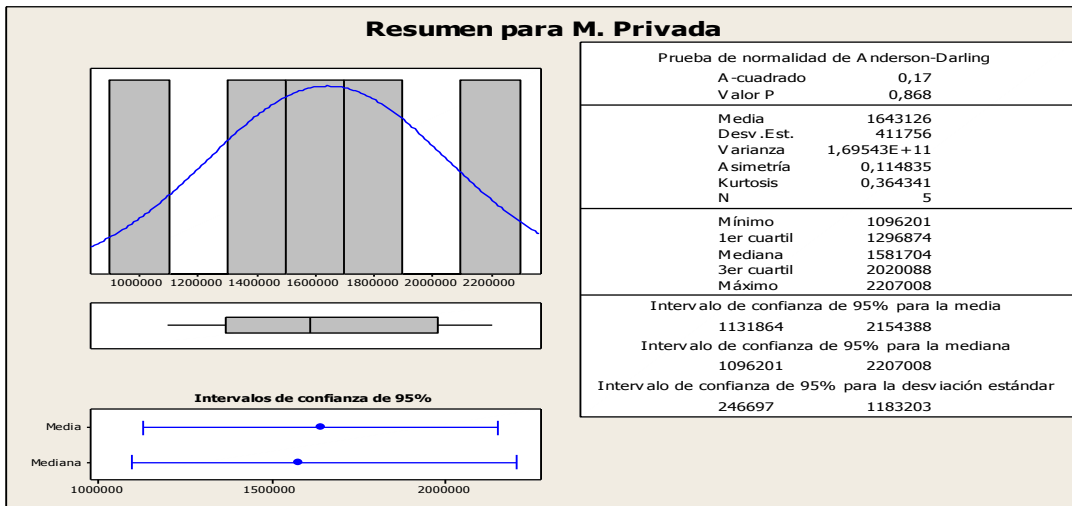 Resumen para M. Privada
1000000 1200000 1400000 1600000 1800000 2000000 2200000
Intervalos de confianza de 95%
Media
Mediana
1000000 1500000 2000000
Prueba de normalidad de Anderson-Darling
A-cuadrado 0,17
Valor P 0,868
Media 1643126
Desv.Est. 411756
Varianza 1,69543E+11
Asimetría 0,114835
Kurtosis 0,364341
N 5
Mínimo 1096201
1er cuartil 1296874
Mediana 1581704
3er cuartil 2020088
Máximo 2207008
Intervalo de confianza de 95% para la media
1131864 2154388
Intervalo de confianza de 95% para la mediana
1096201 2207008
Intervalo de confianza de 95% para la desviación estándar
246697 1183203